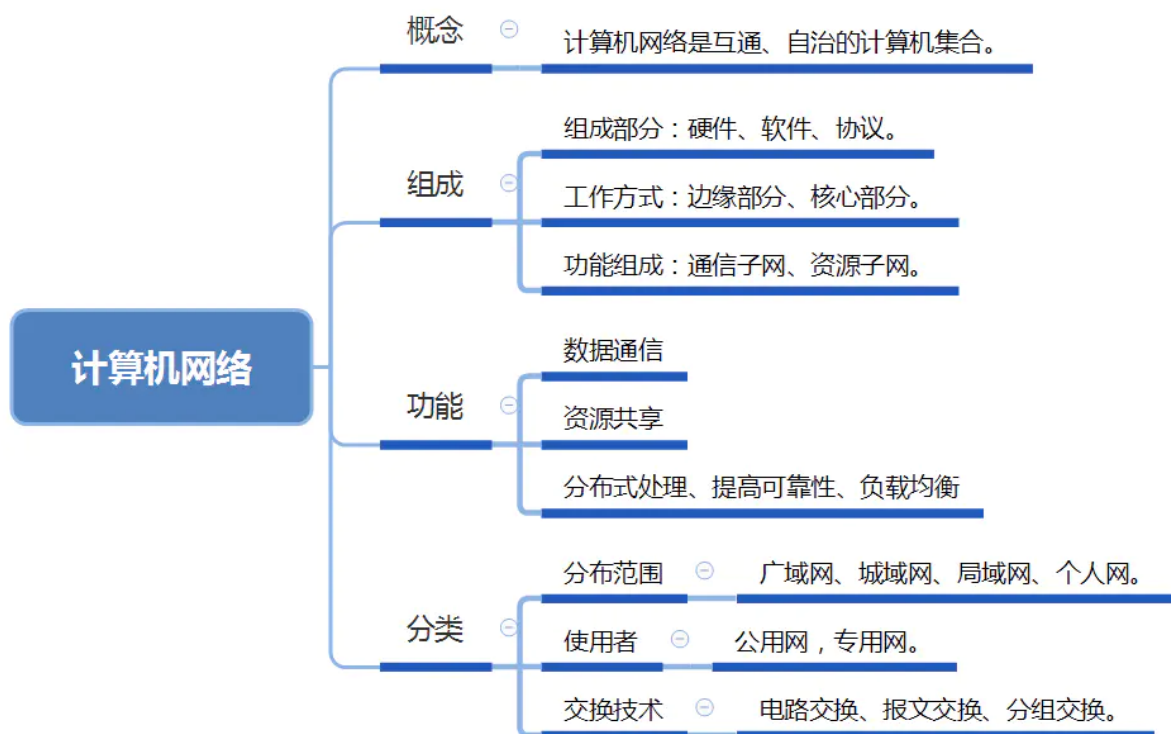 计算机网络
概念
计算机网络是互通、自治的计算机集合。
组成
组成部分：硬件、软件、协议。
工作方式：边缘部分、核心部分。
功能组成：通信子网、资源子网。
功能
数据通信
资源共享
分布式处理、提高可靠性、负载均衡
分类
分布范围
广域网、城域网、局域网、个人网。
使用者
公用网，专用网。
交换技术
电路交换、报文交换、分组交换。